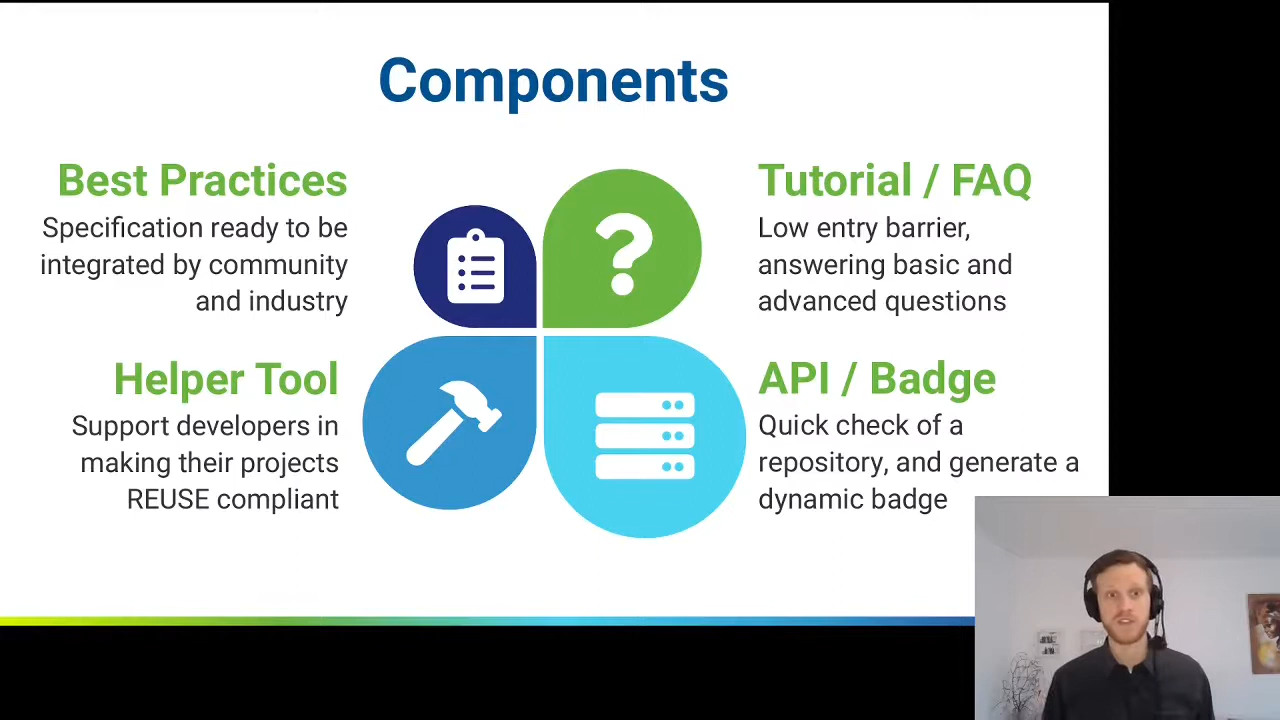 Components
Best Practices
Specification ready to be
integrated by community
and industry
Tutorial / FAQ
Low entry barrier,
answering basic and
advanced questions
Helper Tool
Support developers in
making their projects
REUSE compliant
API / Badge
Quick check of a
repository, and generate a
dynamic badge